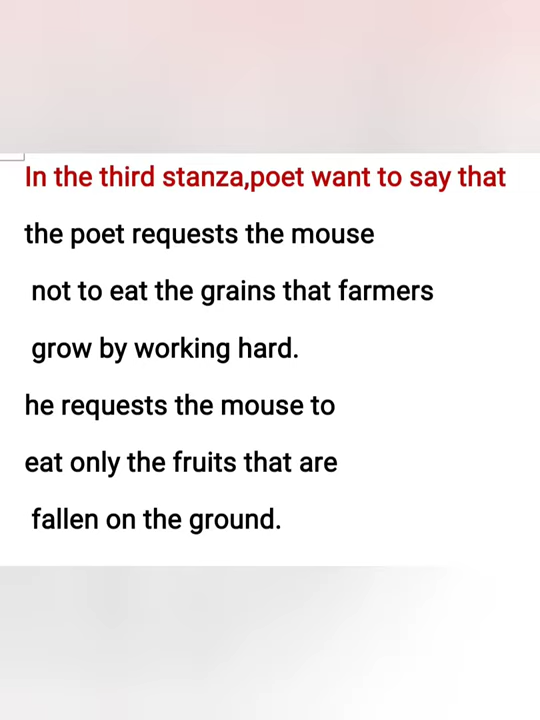 In the third stanza,poet want to say that
the poet requests the mouse
not to eat the grains that farmers
grow by working hard.
he requests the mouse to
eat only the fruits that are
fallen on the ground.